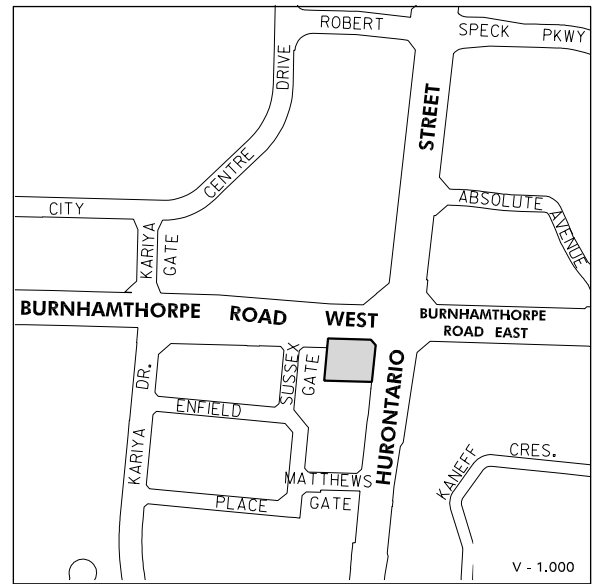 ROBERT SPECK PKWY
DRIVE
STREET
CENTRE
CITY
ABSOLUTE
AVENUE
KARIYA
GATE
BURNHAMTHORPE ROAD WEST
BURNHAMTHORPE
ROAD EAST
SUSSEX
GATE
DR.
HURONTARIO
ENFIELD
KARIYA
CRES.
KANEFF
MATTHEWS
PLACE GATE
V - 1.000